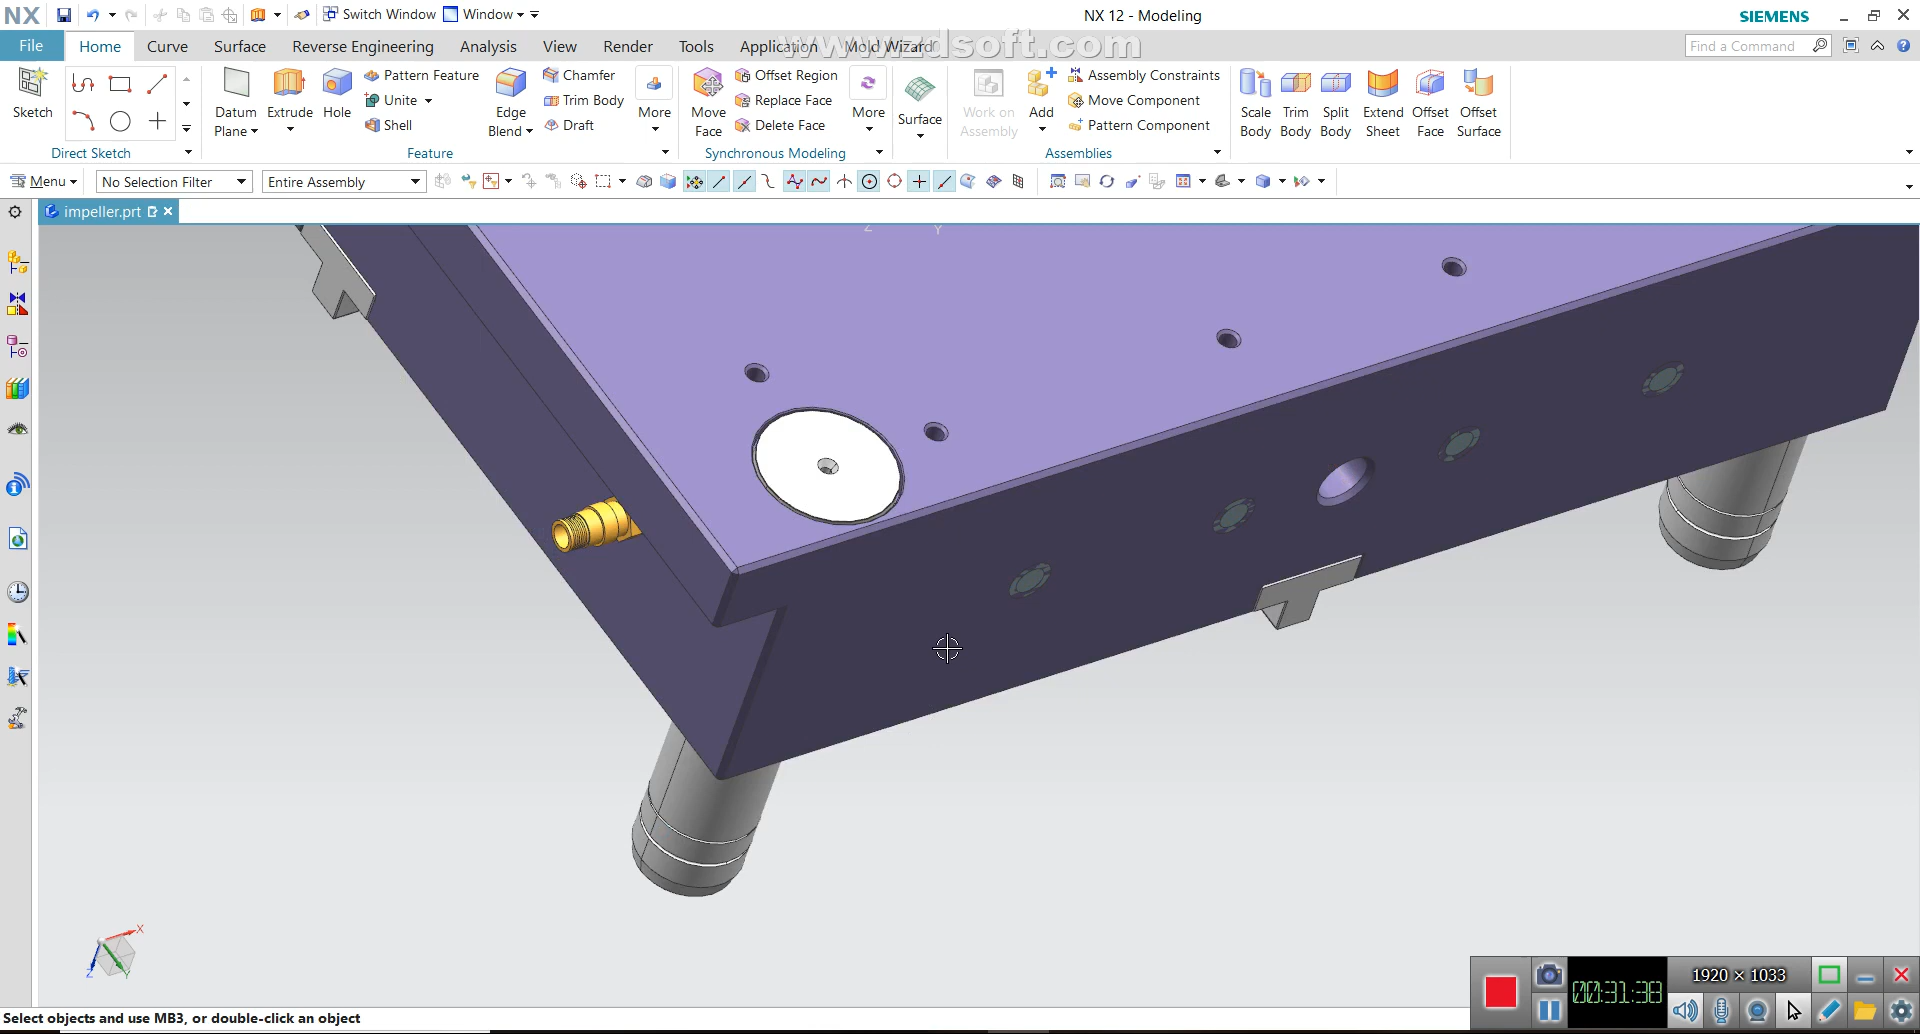 NX Switch Window Window NX 12 - Modeling SIEMENS
File Home Curve Surface Reverse Engineering Analysis View Render Tools Application Mold Wizard Find a Command
www.zdsoft.com
Sketch Datum Plane Extrude Hole Pattern Feature Unite Shell Edge Blend Chamfer Trim Body Draft More Move Face Offset Region Replace Face Delete Face More Surface Work on Assembly Add Assembly Constraints Move Component Pattern Component Scale Body Trim Body Split Body Extend Sheet Offset Face Offset Surface
Direct Sketch Feature Synchronous Modeling Assemblies
Menu No Selection Filter Entire Assembly
impeller.prt
Z Y
X
Z Y
1920 × 1033
00:31:38
Select objects and use MB3, or double-click an object